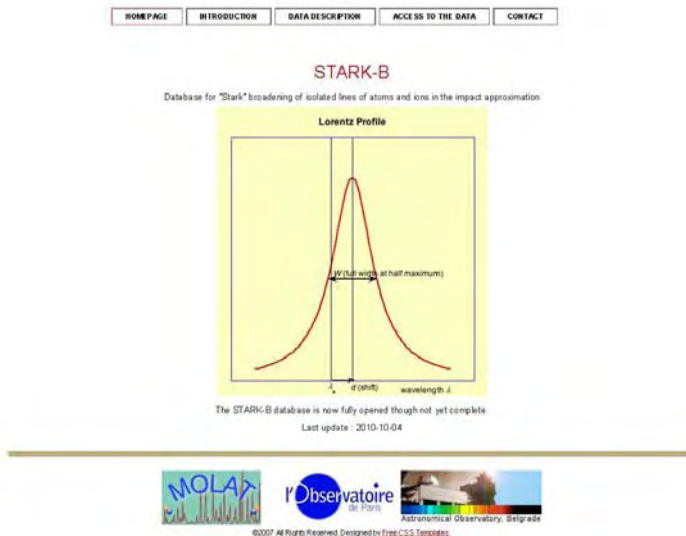 HOMEPAGE INTRODUCTION DATA DESCRIPTION ACCESS TO THE DATA CONTACT
STARK-B
Database for "Stark" broadening of isolated lines of atoms and ions in the impact approximation
Lorentz Profile
W (full width at half maximum)
d (shift) wavelength λ
The STARK-B database is now fully opened though not yet complete
Last update : 2010-10-04
MOLAT
l'Observatoire
de Paris
Astronomical Observatory, Belgrade
©2007 All Rights Reserved. Designed by Free CSS Templates.